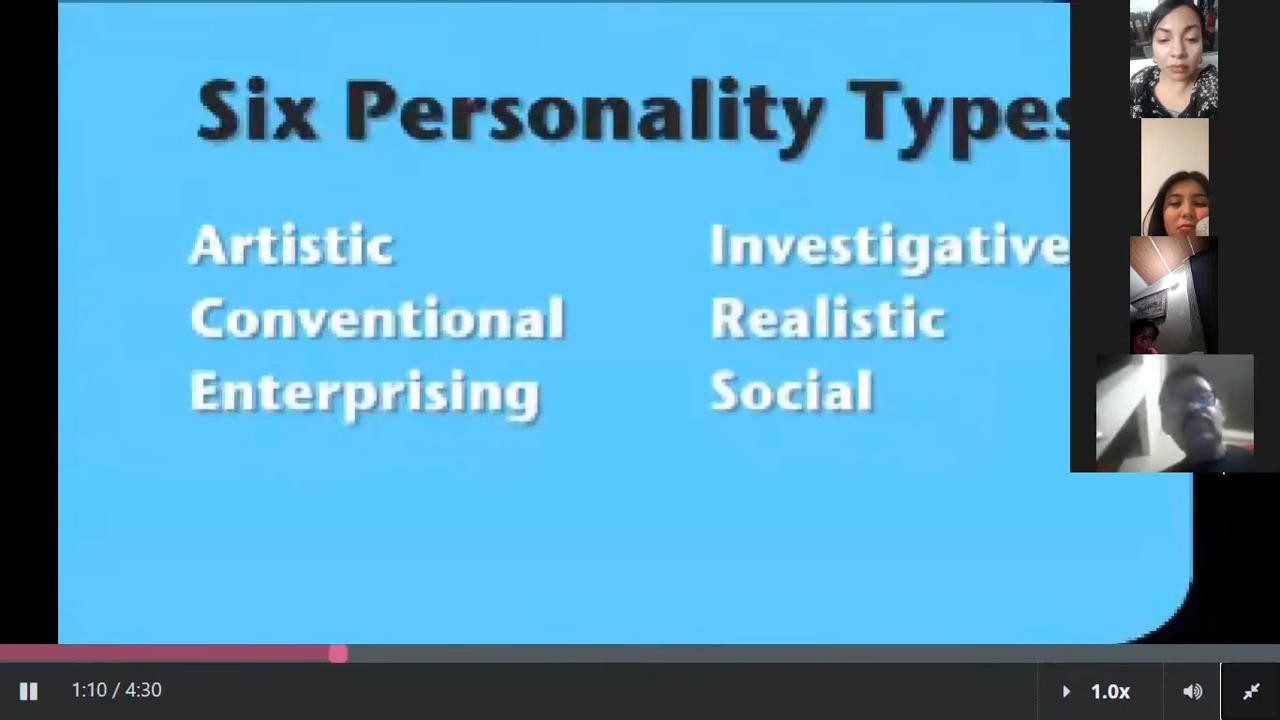 Six Personality Types
Artistic
Investigative
Conventional
Realistic
Enterprising
Social
1:10 / 4:30
1.0x